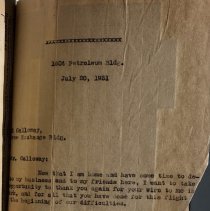 xxxxxxxxxxxxxxxxxxxx
1504 Petroleum Bldg.
July 20, 1931
Calloway,
Exchange Bldg.
r. Calloway:
Now that I am home and have some time to de-
my business and to my friends here, I want to take
opportunity to thank you again for your wire to me in
and for all that you have done for this flight
the beginning of our difficulties.